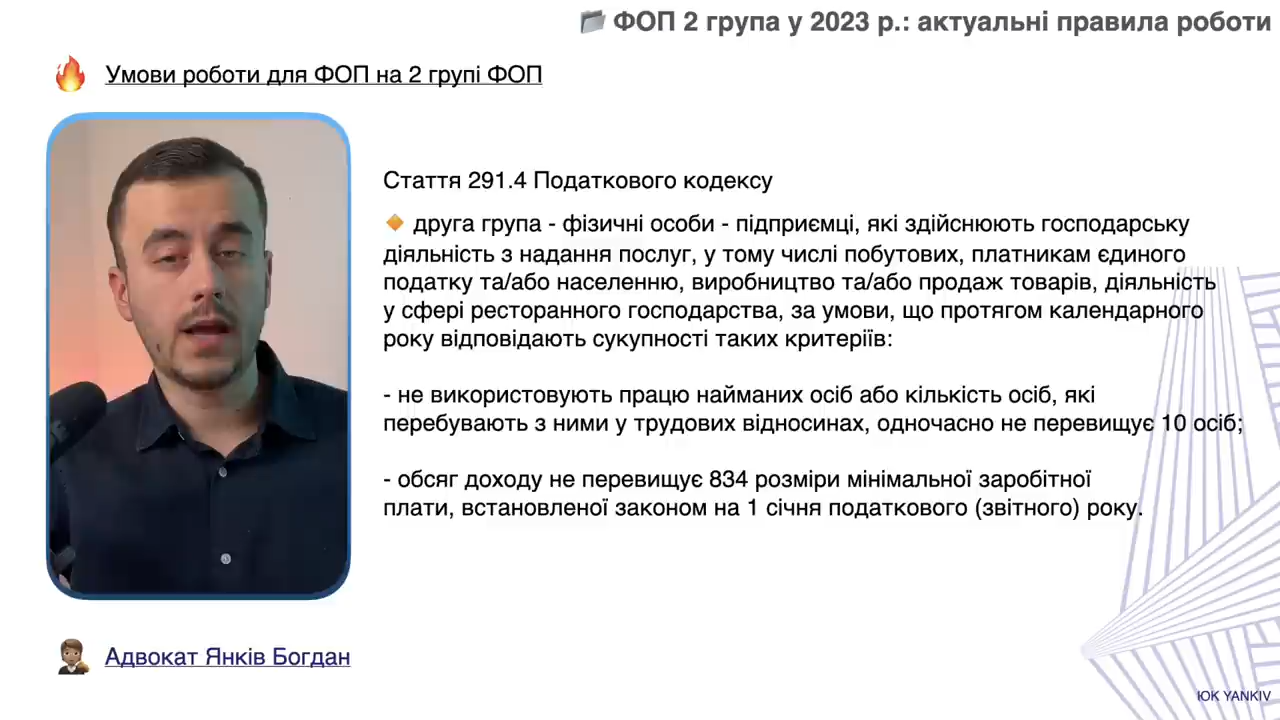 ФОП 2 група у 2023 р.: актуальні правила роботи
Умови роботи для ФОП на 2 групі ФОП
Стаття 291.4 Податкового кодексу
друга група - фізичні особи - підприємці, які здійснюють господарську
діяльність з надання послуг, у тому числі побутових, платникам єдиного
податку та/або населенню, виробництво та/або продаж товарів, діяльність
у сфері ресторанного господарства, за умови, що протягом календарного
року відповідають сукупності таких критеріїв:
- не використовують працю найманих осіб або кількість осіб, які
перебувають з ними у трудових відносинах, одночасно не перевищує 10 осіб;
- обсяг доходу не перевищує 834 розміри мінімальної заробітної
плати, встановленої законом на 1 січня податкового (звітного) року.
Адвокат Янків Богдан
ЮК YANKIV